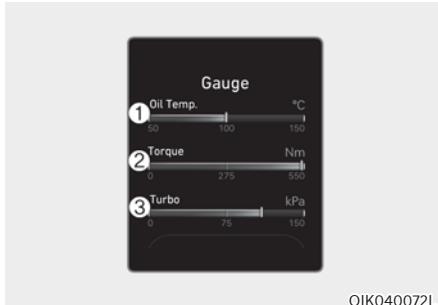 Gauge
① Oil Temp. °C
50 100 150
② Torque Nm
0 275 550
③ Turbo kPa
0 75 150
OIK040072L